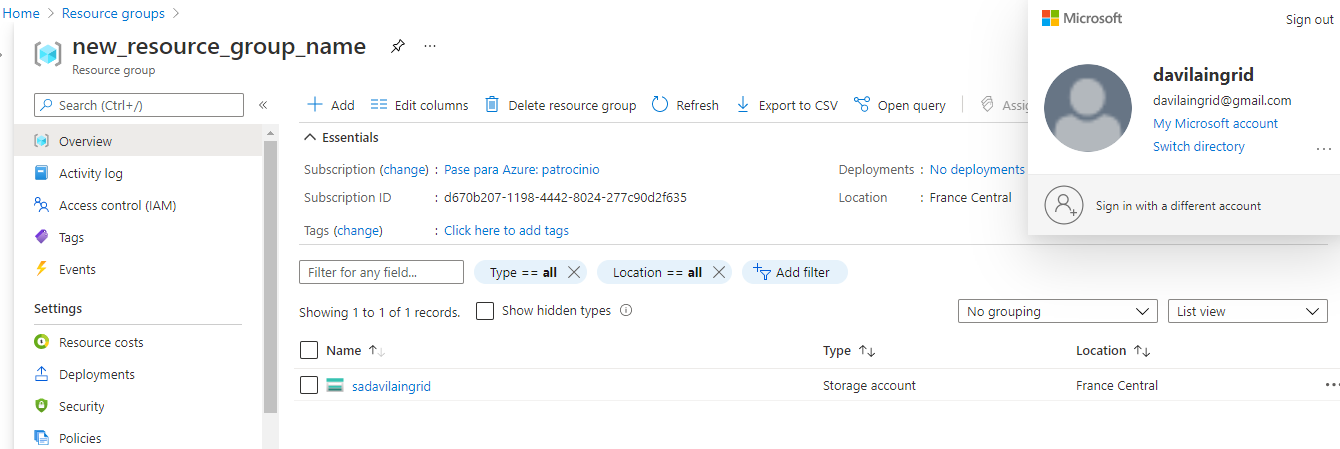 Home > Resource groups >
Microsoft
Sign out
new_resource_group_name
...
Resource group
davilaingrid
davilaingrid@gmail.com
My Microsoft account
Switch directory
...
Sign in with a different account
Search (Ctrl+/)
«
Overview
Activity log
Access control (IAM)
Tags
Events
Settings
Resource costs
Deployments
Security
Policies
Add
Edit columns
Delete resource group
Refresh
Export to CSV
Open query
Assig
Essentials
Subscription (change) : Pase para Azure: patrocinio
Deployments : No deployments
Subscription ID : d670b207-1198-4442-8024-277c90d2f635
Location : France Central
Tags (change) : Click here to add tags
Filter for any field...
Type == all
Location == all
Add filter
Showing 1 to 1 of 1 records.
Show hidden types
No grouping
List view
Name
Type
Location
sadavilaingrid
Storage account
France Central
...